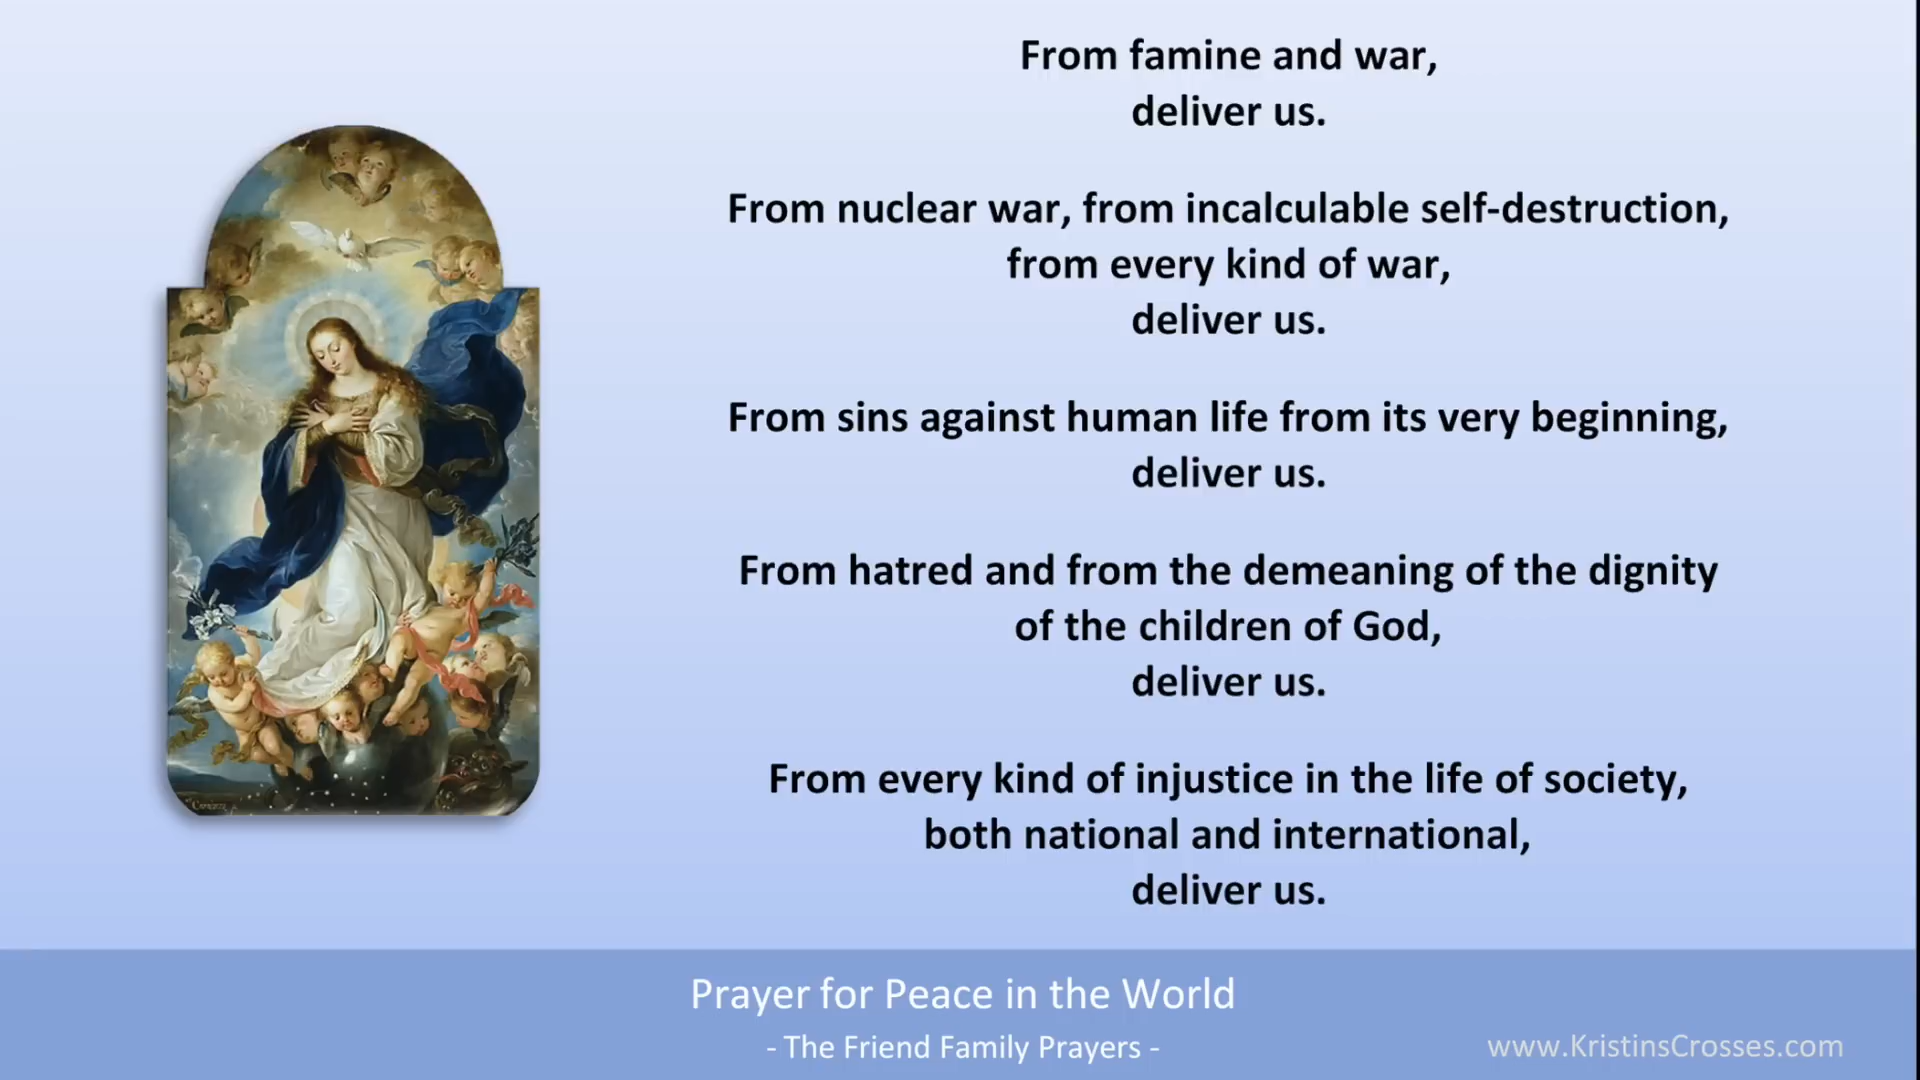 From famine and war,
deliver us.
From nuclear war, from incalculable self-destruction,
from every kind of war,
deliver us.
From sins against human life from its very beginning,
deliver us.
From hatred and from the demeaning of the dignity
of the children of God,
deliver us.
From every kind of injustice in the life of society,
both national and international,
deliver us.
Prayer for Peace in the World
- The Friend Family Prayers -
www.KristinsCrosses.com